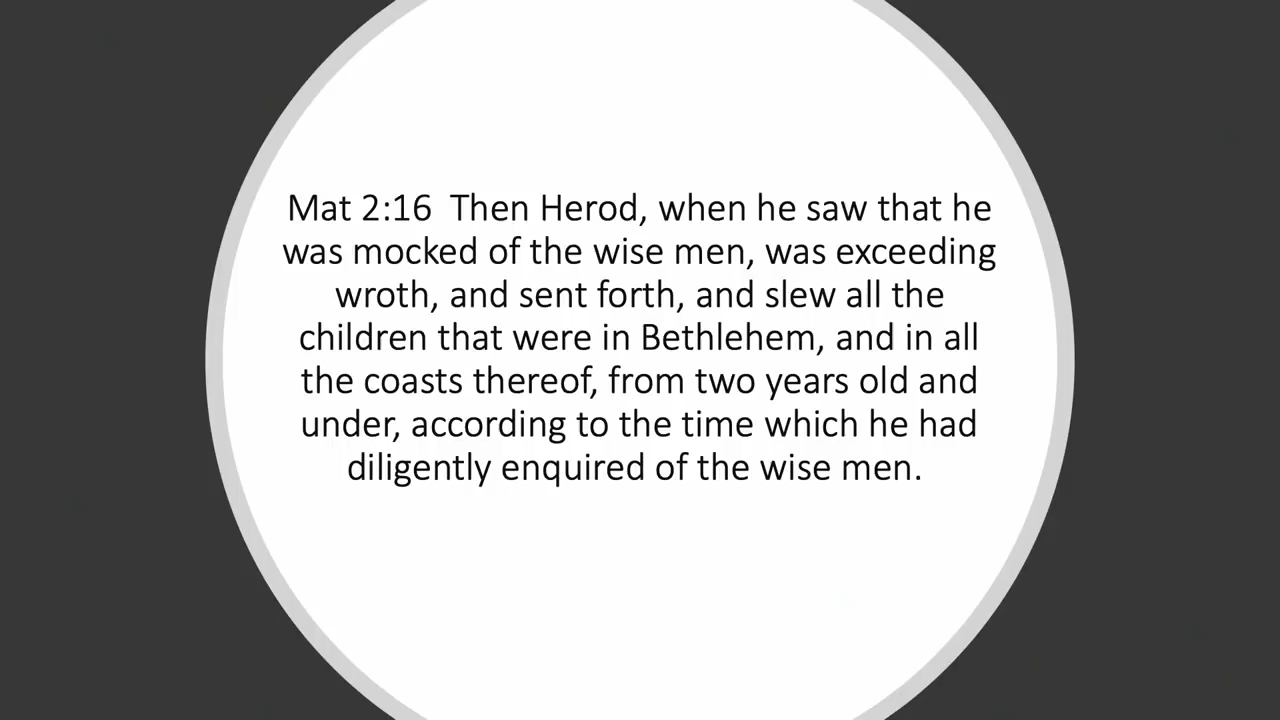 Mat 2:16  Then Herod, when he saw that he
was mocked of the wise men, was exceeding
wroth, and sent forth, and slew all the
children that were in Bethlehem, and in all
the coasts thereof, from two years old and
under, according to the time which he had
diligently enquired of the wise men.